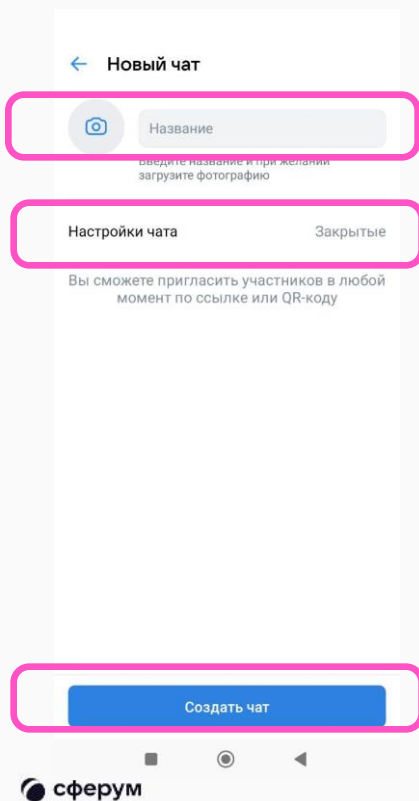 Новый чат
Название
Введите название и при желании
загрузите фотографию
Настройки чата Закрытые
Вы сможете пригласить участников в любой
момент по ссылке или QR-коду
Создать чат
сферум